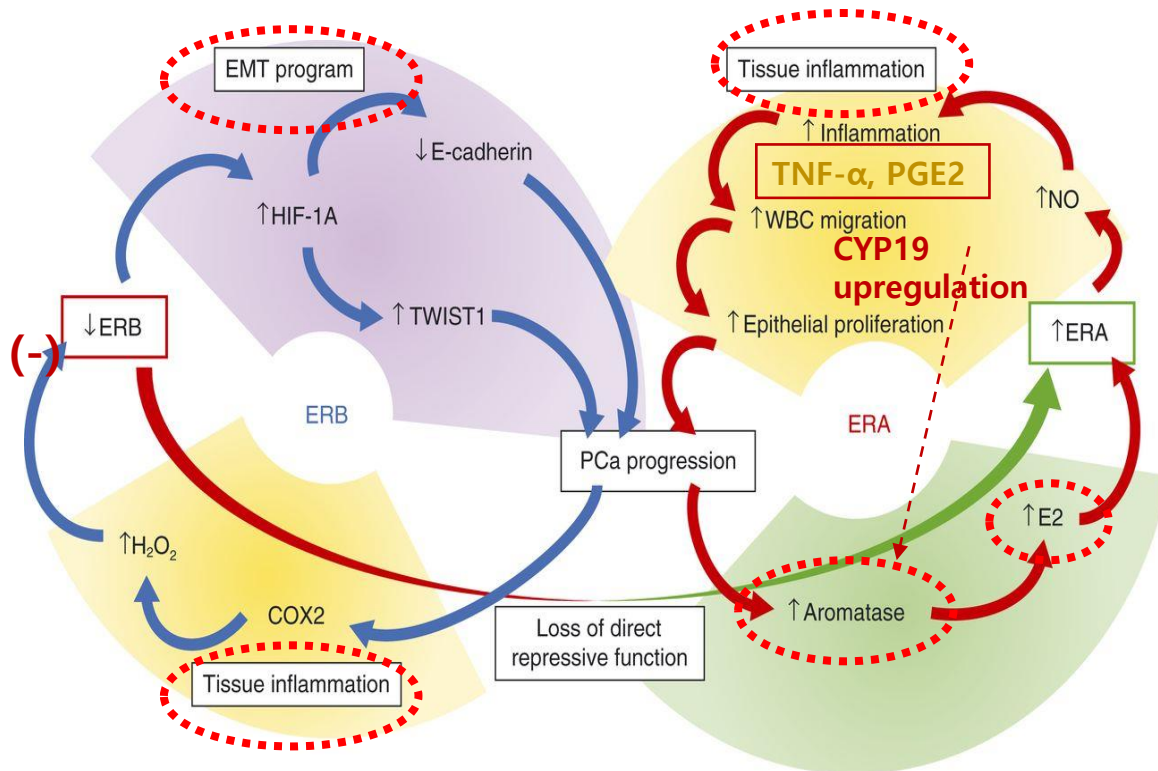 EMT program
↓E-cadherin
↑HIF-1A
↑TWIST1
↓ERB
(-)
ERB
↑H₂O₂
COX2
Tissue inflammation
PCa progression
Loss of direct
repressive function
Tissue inflammation
↑Inflammation
TNF-α, PGE2
↑WBC migration
CYP19
upregulation
↑Epithelial proliferation
↑NO
↑ERA
ERA
↑E2
↑Aromatase